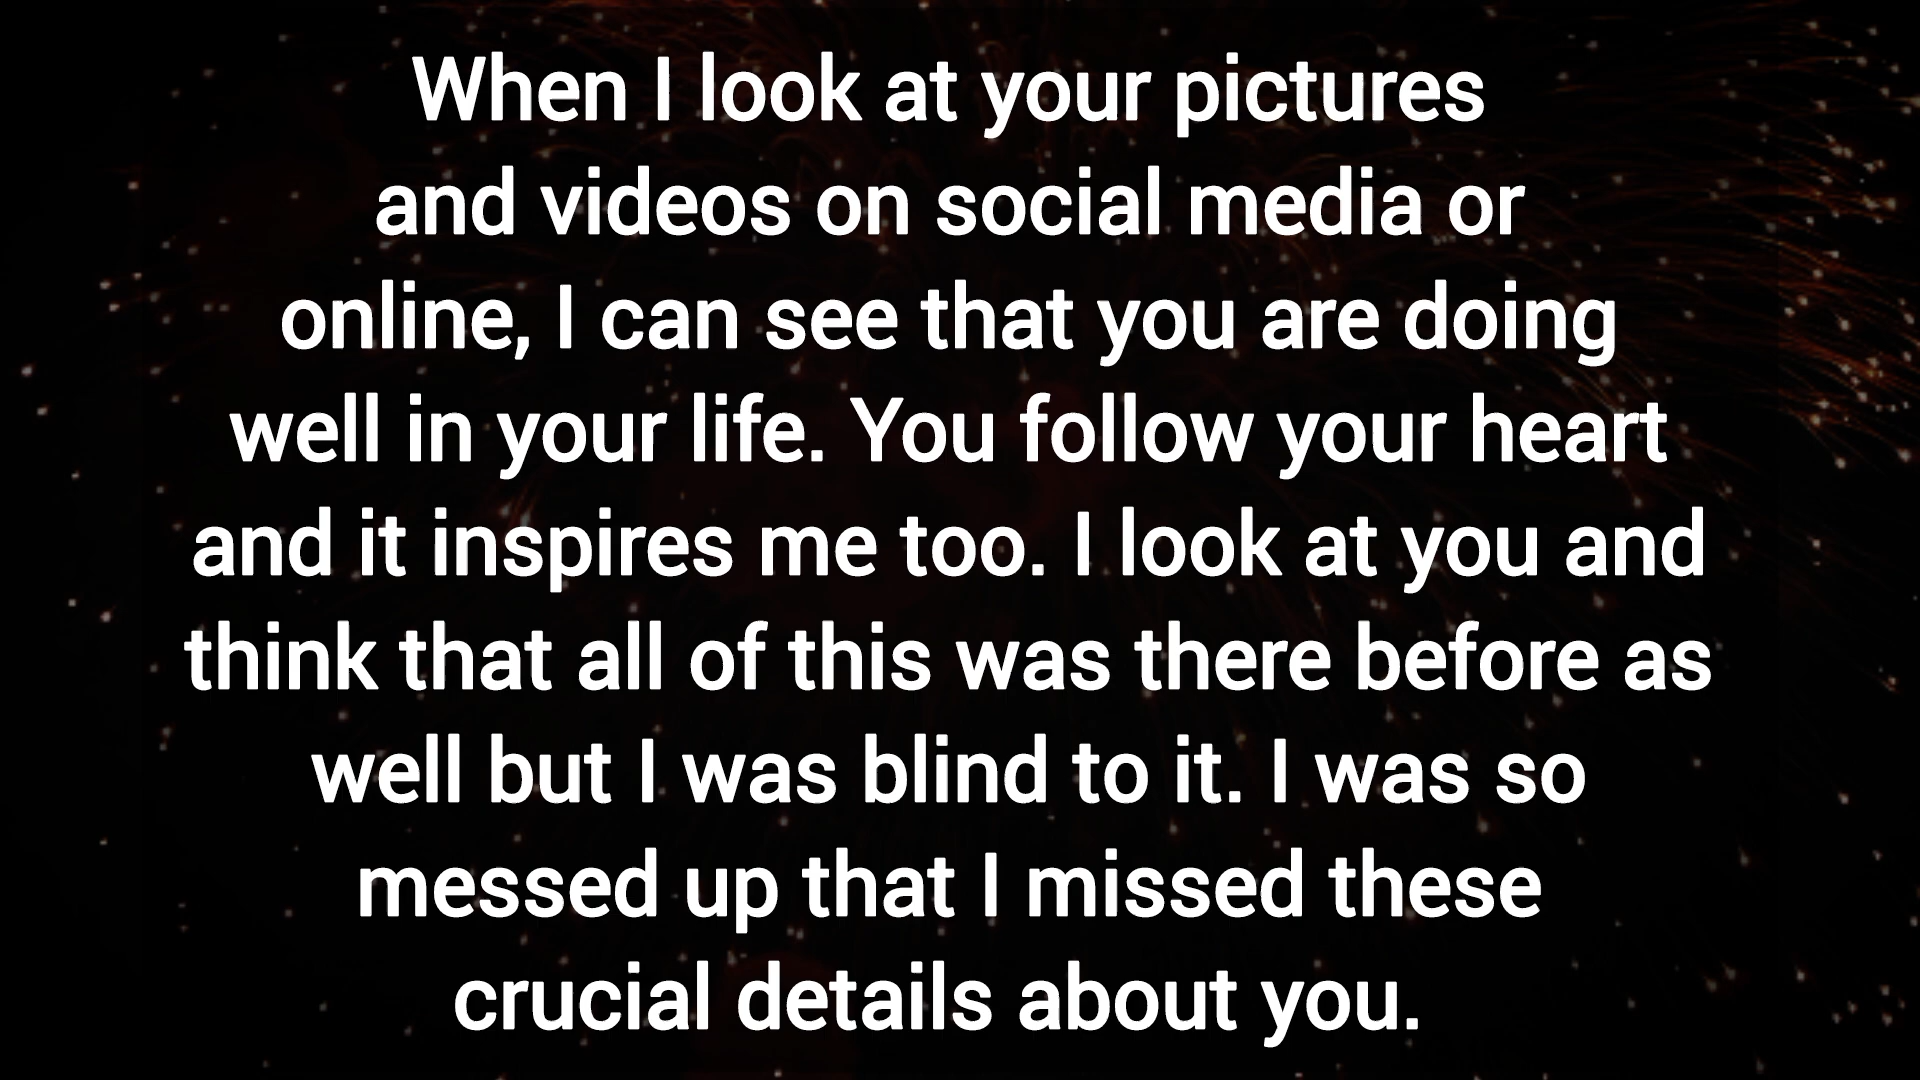 When I look at your pictures
and videos on social media or
online, I can see that you are doing
well in your life. You follow your heart
and it inspires me too. I look at you and
think that all of this was there before as
well but I was blind to it. I was so
messed up that I missed these
crucial details about you.